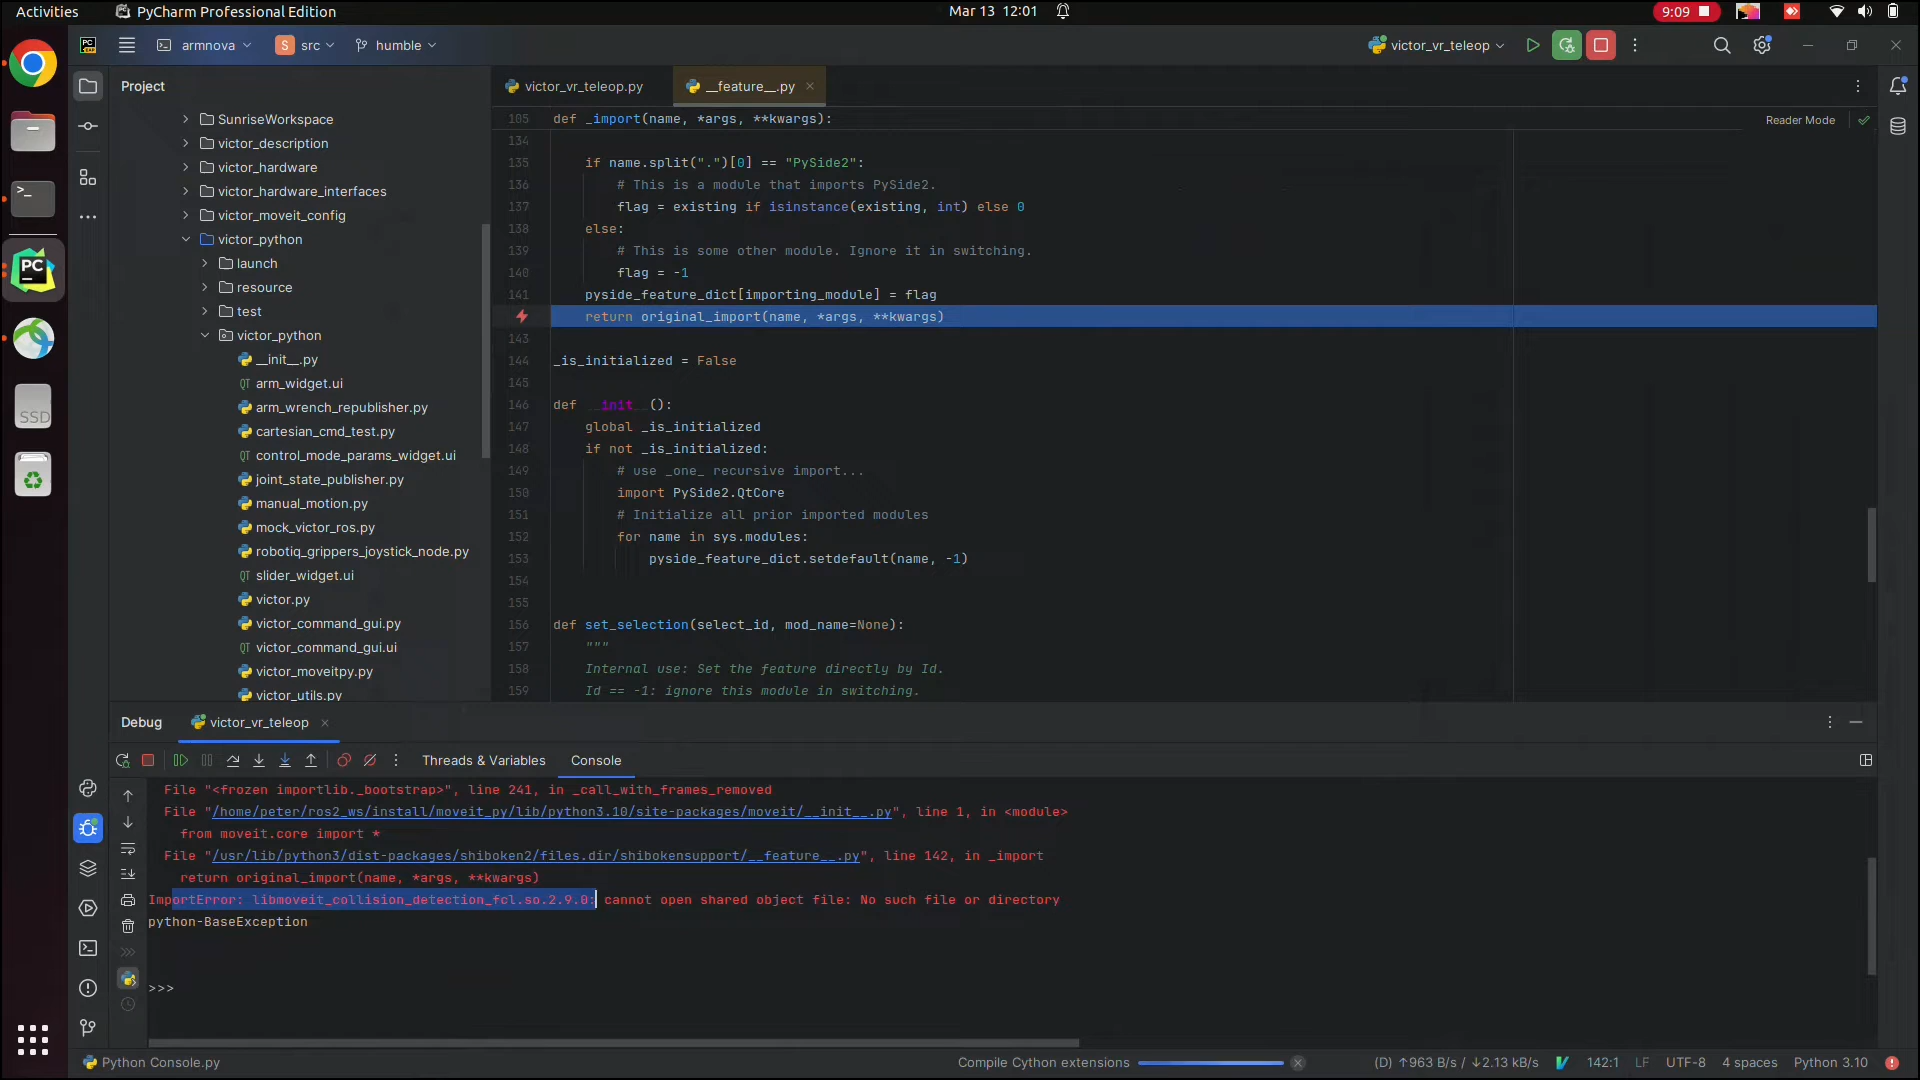 Activities
PyCharm Professional Edition
Mar 13 12:01
9:09
armnova
S src
humble
victor_vr_teleop
Project
SunriseWorkspace
victor_description
victor_hardware
victor_hardware_interfaces
victor_moveit_config
victor_python
launch
resource
test
victor_python
__init__.py
arm_widget.ui
arm_wrench_republisher.py
cartesian_cmd_test.py
control_mode_params_widget.ui
joint_state_publisher.py
manual_motion.py
mock_victor_ros.py
robotiq_grippers_joystick_node.py
slider_widget.ui
victor.py
victor_command_gui.py
victor_command_gui.ui
victor_moveitpy.py
victor_utils.py
SSD
victor_vr_teleop.py
__feature__.py
Reader Mode
105 def _import(name, *args, **kwargs):
134
135 if name.split(".")[0] == "PySide2":
136 # This is a module that imports PySide2.
137 flag = existing if isinstance(existing, int) else 0
138 else:
139 # This is some other module. Ignore it in switching.
140 flag = -1
141 pyside_feature_dict[importing_module] = flag
return original_import(name, *args, **kwargs)
143
144 _is_initialized = False
145
146 def __init__():
147 global _is_initialized
148 if not _is_initialized:
149 # use _one_ recursive import...
150 import PySide2.QtCore
151 # Initialize all prior imported modules
152 for name in sys.modules:
153 pyside_feature_dict.setdefault(name, -1)
154
155
156 def set_selection(select_id, mod_name=None):
157 """
158 Internal use: Set the feature directly by Id.
159 Id == -1: ignore this module in switching.
Debug
victor_vr_teleop
Threads & Variables
Console
File "<frozen importlib._bootstrap>", line 241, in _call_with_frames_removed
File "/home/peter/ros2_ws/install/moveit_py/lib/python3.10/site-packages/moveit/__init__.py", line 1, in <module>
from moveit.core import *
File "/usr/lib/python3/dist-packages/shiboken2/files.dir/shibokensupport/__feature__.py", line 142, in _import
return original_import(name, *args, **kwargs)
ImportError: libmoveit_collision_detection_fcl.so.2.9.0: cannot open shared object file: No such file or directory
python-BaseException
>>>
Python Console.py
Compile Cython extensions
(D) ↑963 B/s / ↓2.13 kB/s
142:1
LF
UTF-8
4 spaces
Python 3.10